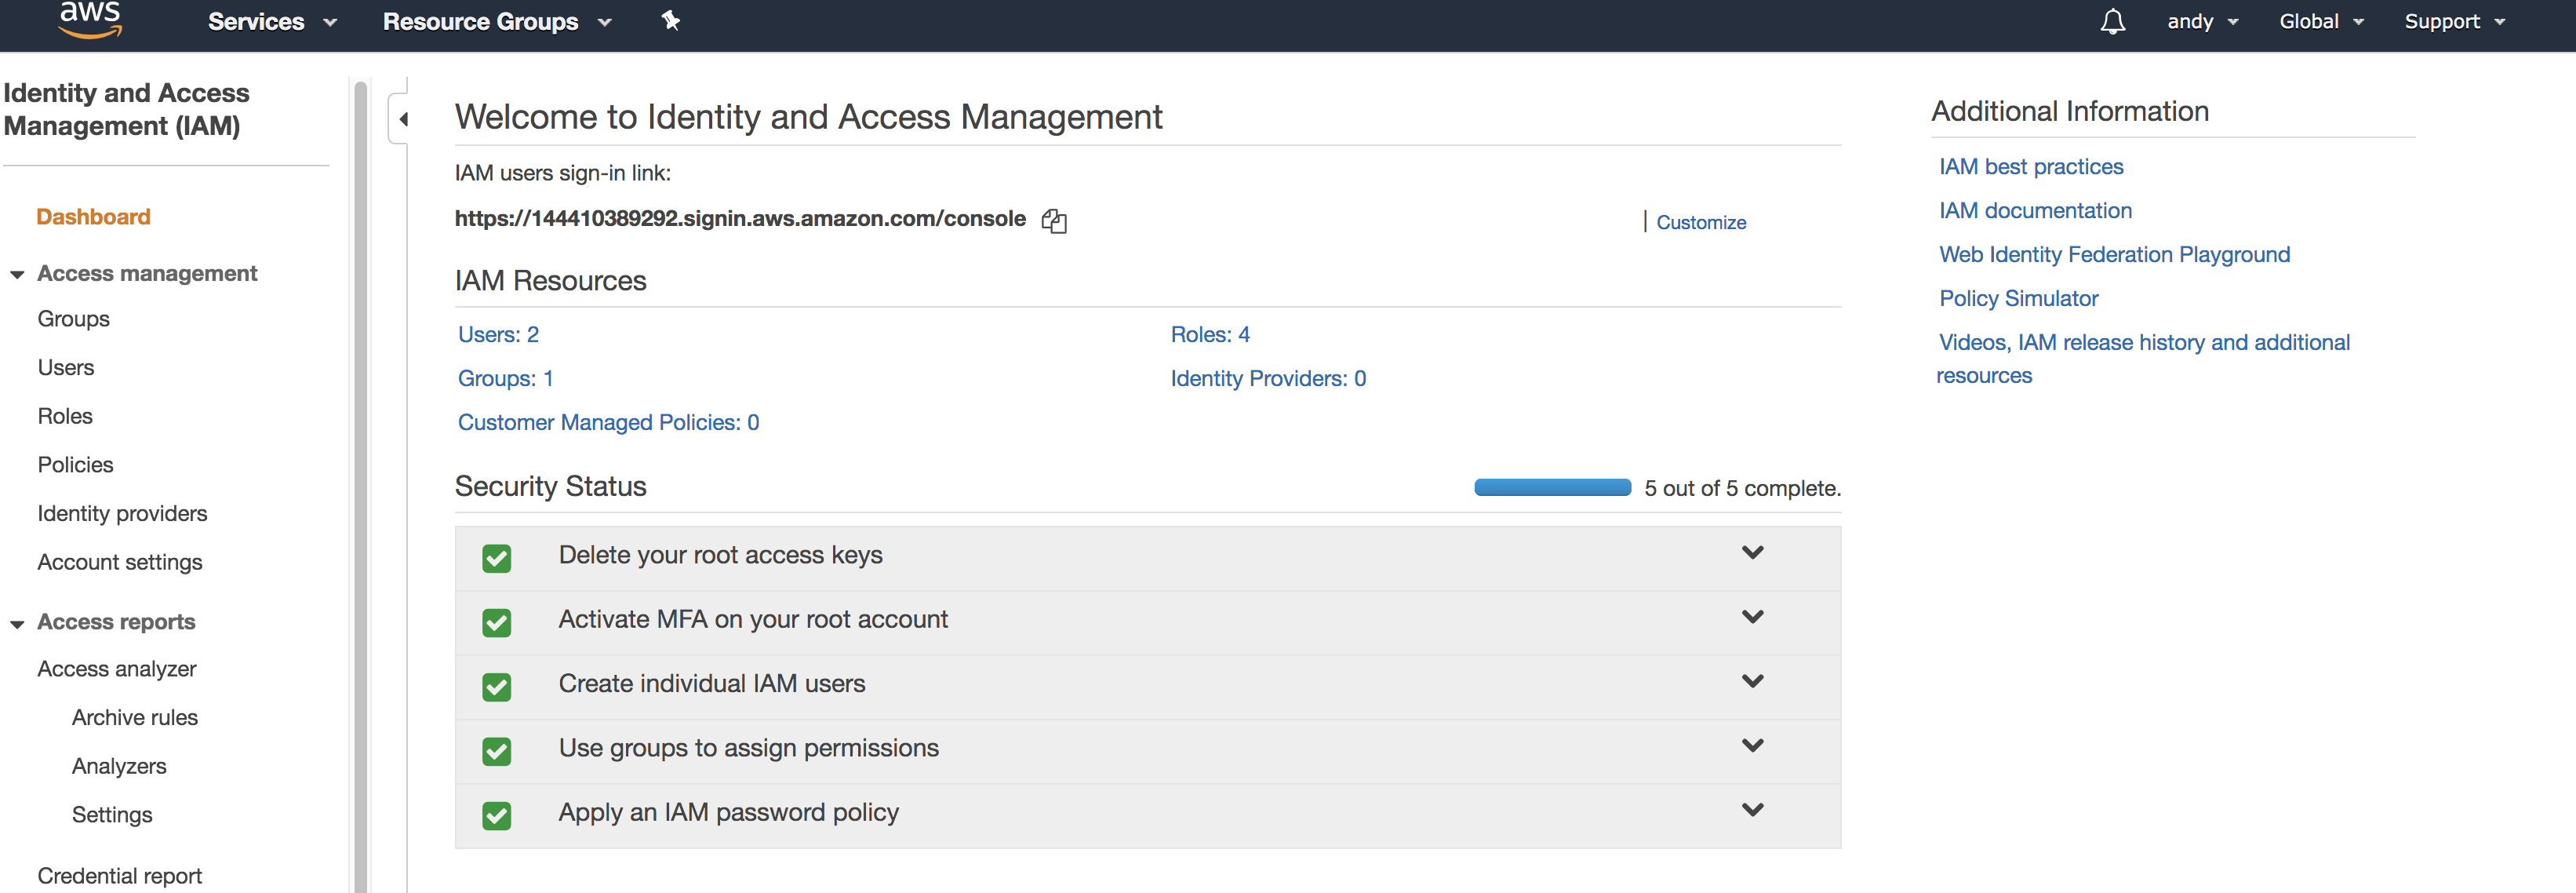 aws
Services
Resource Groups
andy
Global
Support
Identity and Access
Management (IAM)
Dashboard
Access management
Groups
Users
Roles
Policies
Identity providers
Account settings
Access reports
Access analyzer
Archive rules
Analyzers
Settings
Credential report
Welcome to Identity and Access Management
IAM users sign-in link:
https://144410389292.signin.aws.amazon.com/console
| Customize
IAM Resources
Users: 2
Roles: 4
Groups: 1
Identity Providers: 0
Customer Managed Policies: 0
Security Status
5 out of 5 complete.
Delete your root access keys
Activate MFA on your root account
Create individual IAM users
Use groups to assign permissions
Apply an IAM password policy
Additional Information
IAM best practices
IAM documentation
Web Identity Federation Playground
Policy Simulator
Videos, IAM release history and additional
resources